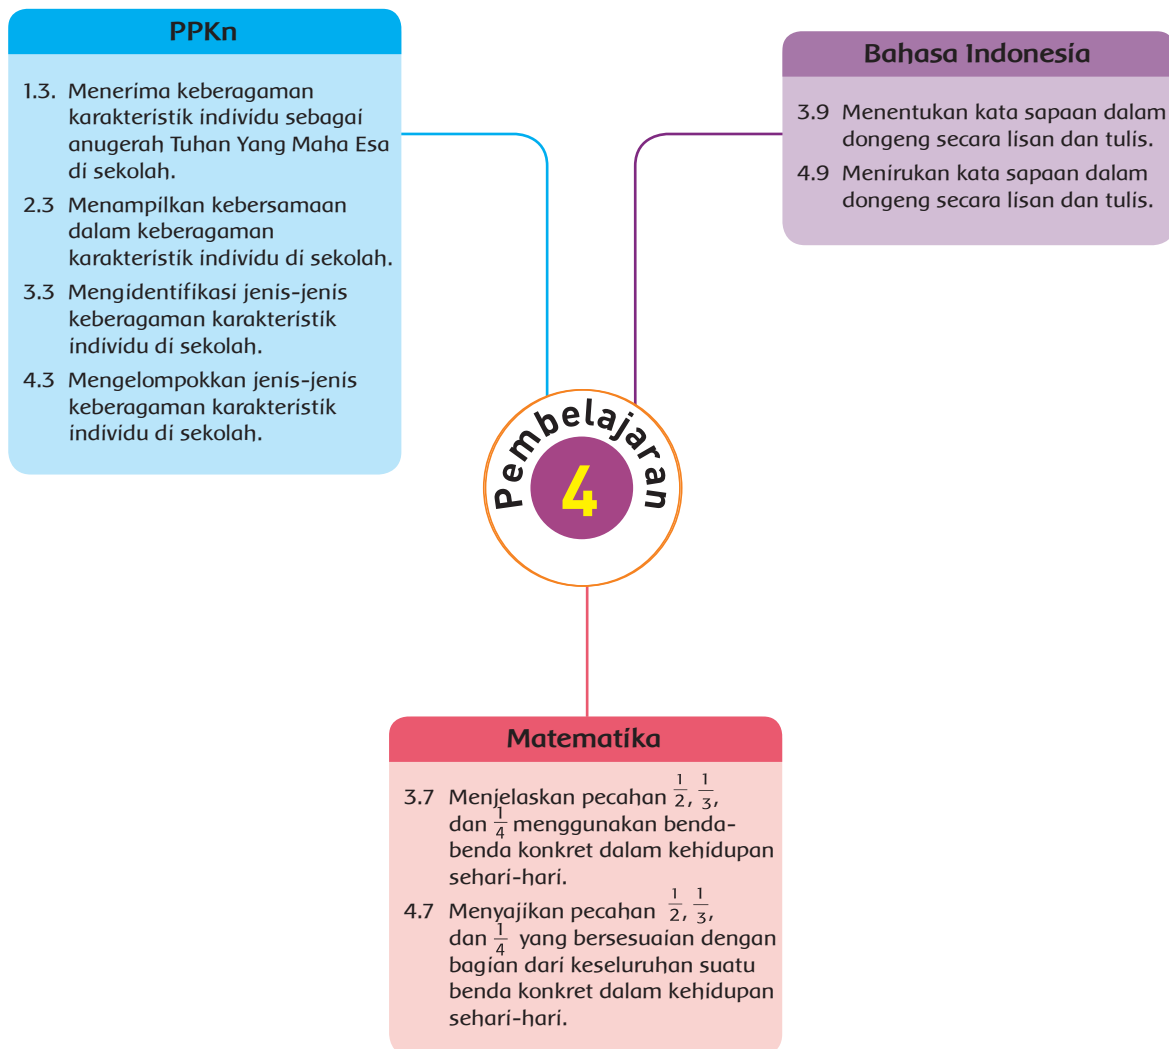 PPKn
1.3. Menerima keberagaman
karakteristik individu sebagai
anugerah Tuhan Yang Maha Esa
di sekolah.
2.3 Menampilkan kebersamaan
dalam keberagaman
karakteristik individu di sekolah.
3.3 Mengidentifikasi jenis-jenis
keberagaman karakteristik
individu di sekolah.
4.3 Mengelompokkan jenis-jenis
keberagaman karakteristik
individu di sekolah.
Bahasa Indonesia
3.9 Menentukan kata sapaan dalam
dongeng secara lisan dan tulis.
4.9 Menirukan kata sapaan dalam
dongeng secara lisan dan tulis.
Pembelajaran
4
Matematika
3.7 Menjelaskan pecahan 1/2, 1/3,
dan 1/4 menggunakan benda-
benda konkret dalam kehidupan
sehari-hari.
4.7 Menyajikan pecahan 1/2, 1/3,
dan 1/4 yang bersesuaian dengan
bagian dari keseluruhan suatu
benda konkret dalam kehidupan
sehari-hari.